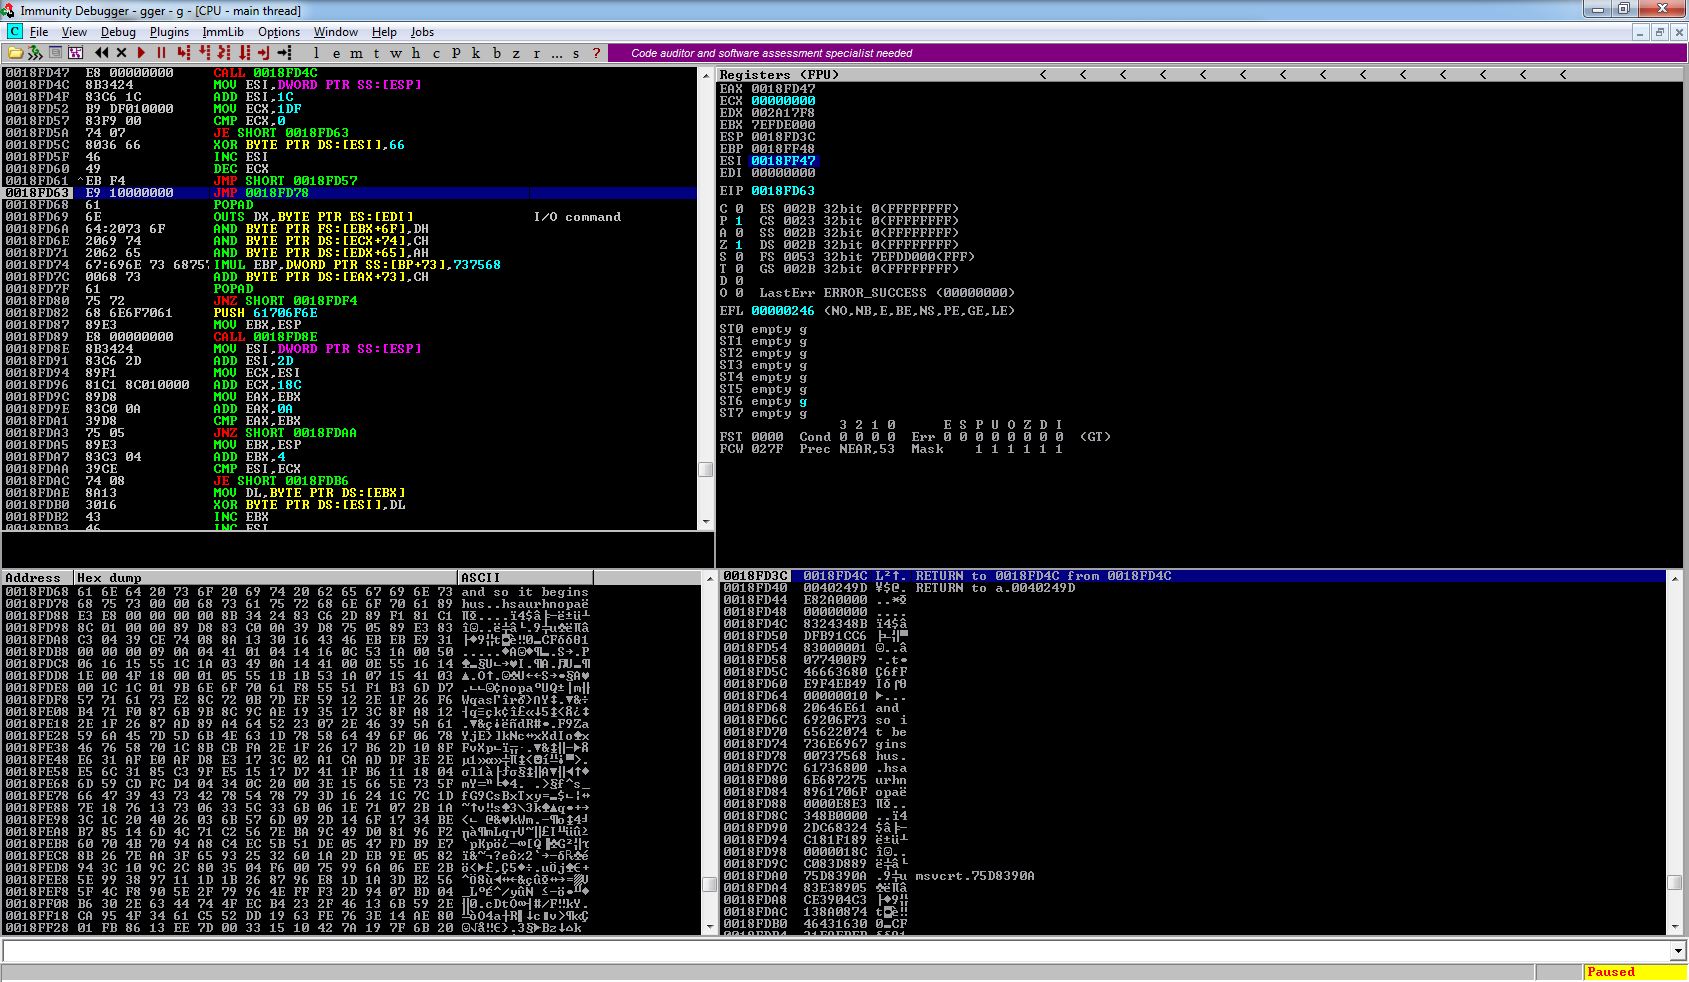 Immunity Debugger - gger - g - [CPU - main thread]
C File View Debug Plugins ImmLib Options Window Help Jobs
l e m t w h c P k b z r ... s ?
Code auditor and software assessment specialist needed
0018FD47 E8 00000000 CALL 0018FD4C
0018FD4C 8B3424 MOV ESI,DWORD PTR SS:[ESP]
0018FD4F 83C6 1C ADD ESI,1C
0018FD52 B9 DF010000 MOV ECX,1DF
0018FD57 83F9 00 CMP ECX,0
0018FD5A 74 07 JE SHORT 0018FD63
0018FD5C 8036 66 XOR BYTE PTR DS:[ESI],66
0018FD5F 46 INC ESI
0018FD60 49 DEC ECX
0018FD61 ^EB F4 JMP SHORT 0018FD57
0018FD63 E9 10000000 JMP 0018FD78
0018FD68 61 POPAD
0018FD69 6E OUTS DX,BYTE PTR ES:[EDI] I/O command
0018FD6A 64:2073 6F AND BYTE PTR FS:[EBX+6F],DH
0018FD6E 2069 74 AND BYTE PTR DS:[ECX+74],CH
0018FD71 2062 65 AND BYTE PTR DS:[EDX+65],AH
0018FD74 67:696E 73 6875 IMUL EBP,DWORD PTR SS:[BP+73],737568
0018FD7C 0068 73 ADD BYTE PTR DS:[EAX+73],CH
0018FD7F 61 POPAD
0018FD80 75 72 JNZ SHORT 0018FDF4
0018FD82 68 6E6F7061 PUSH 61706F6E
0018FD87 89E3 MOV EBX,ESP
0018FD89 E8 00000000 CALL 0018FD8E
0018FD8E 8B3424 MOV ESI,DWORD PTR SS:[ESP]
0018FD91 83C6 2D ADD ESI,2D
0018FD94 89F1 MOV ECX,ESI
0018FD96 81C1 8C010000 ADD ECX,18C
0018FD9C 89D8 MOV EAX,EBX
0018FD9E 83C0 0A ADD EAX,0A
0018FDA1 39D8 CMP EAX,EBX
0018FDA3 75 05 JNZ SHORT 0018FDAA
0018FDA5 89E3 MOV EBX,ESP
0018FDA7 83C3 04 ADD EBX,4
0018FDAA 39CE CMP ESI,ECX
0018FDAC 74 08 JE SHORT 0018FDB6
0018FDAE 8A13 MOV DL,BYTE PTR DS:[EBX]
0018FDB0 3016 XOR BYTE PTR DS:[ESI],DL
0018FDB2 43 INC EBX
0018FDB3 46 INC ESI
Registers (FPU) < < < < < < < < < < < < < <
EAX 0018FD47
ECX 00000000
EDX 002A17F8
EBX 7EFDE000
ESP 0018FD3C
EBP 0018FF48
ESI 0018FF47
EDI 00000000
EIP 0018FD63
C 0 ES 002B 32bit 0(FFFFFFFF)
P 1 CS 0023 32bit 0(FFFFFFFF)
A 0 SS 002B 32bit 0(FFFFFFFF)
Z 1 DS 002B 32bit 0(FFFFFFFF)
S 0 FS 0053 32bit 7EFDD000(FFF)
T 0 GS 002B 32bit 0(FFFFFFFF)
D 0
O 0 LastErr ERROR_SUCCESS (00000000)
EFL 00000246 (NO,NB,E,BE,NS,PE,GE,LE)
ST0 empty g
ST1 empty g
ST2 empty g
ST3 empty g
ST4 empty g
ST5 empty g
ST6 empty g
ST7 empty g
3 2 1 0 E S P U O Z D I
FST 0000 Cond 0 0 0 0 Err 0 0 0 0 0 0 0 0 (GT)
FCW 027F Prec NEAR,53 Mask 1 1 1 1 1 1
Address Hex dump ASCII
0018FD68 61 6E 64 20 73 6F 20 69 74 20 62 65 67 69 6E 73 and so it begins
0018FD78 68 75 73 00 00 68 73 61 75 72 68 6E 6F 70 61 89
0018FD88 E3 E8 00 00 00 00 8B 34 24 83 C6 2D 89 F1 81 C1
0018FD98 8C 01 00 00 89 D8 83 C0 0A 39 D8 75 05 89 E3 83
0018FDA8 C3 04 39 CE 74 08 8A 13 30 16 43 46 EB EB E9 31
0018FDB8 00 00 00 09 0A 04 41 01 04 14 16 0C 53 1A 00 50
0018FDC8 06 16 15 55 1C 1A 03 49 0A 14 41 00 0E 55 16 14
0018FDD8 1E 00 4F 18 00 01 05 55 1B 1B 53 1A 07 15 41 03
0018FDE8 00 1C 1C 01 9B 6E 6F 70 61 F8 55 51 F1 B3 6D D7
0018FDF8 57 71 61 73 E2 8C 72 0B 7D EF 59 12 2E 1F 26 F6
0018FE08 B4 71 F0 87 6B 9B 8C 9C AE 19 35 17 3C 8F A8 12
0018FE18 2E 1F 26 87 AD 89 A4 64 52 23 07 2E 46 39 5A 61
0018FE28 59 6A 45 7D 5D 6B 4E 63 1D 78 58 64 49 6F 06 78
0018FE38 46 76 58 70 1C 8B CB FA 2E 1F 26 17 B6 2D 10 8F
0018FE48 E6 31 AF E0 AF D8 E3 17 3C 02 A1 CA AD DF 3E 2E
0018FE58 E5 6C 31 85 C3 9F E5 15 17 D7 41 1F B6 11 18 04
0018FE68 6D 59 CD FC D4 04 34 0C 20 00 3E 15 66 5E 73 5F
0018FE78 66 47 39 43 73 42 78 54 78 79 3D 16 24 1C 7C 1D
0018FE88 7E 18 76 13 73 06 33 5C 33 6B 06 1E 71 07 2B 1A
0018FE98 3C 1C 20 40 26 03 6B 57 6D 09 2D 14 6F 17 34 BE
0018FEA8 B7 85 14 6D 4C 71 C2 56 7E BA 9C 49 D0 81 96 F2
0018FEB8 60 70 4B 70 94 A8 C4 EC 5B 51 DE 05 47 FD B9 E7
0018FEC8 8B 26 7E AA 3F 65 93 25 32 60 1A 2D EB 9E 05 82
0018FED8 94 3C 10 9C 2C 80 35 04 F6 00 75 99 6A 06 EE 2B
0018FEE8 5E 99 38 97 11 1D 1B 26 87 96 E8 1D 1A 3D B2 56
0018FEF8 5F 4C F8 90 5E 2F 79 96 4E FF F3 2D 94 07 BD 04
0018FF08 B6 30 2E 63 44 74 4F EC B4 23 2F 46 13 6B 59 2E
0018FF18 CA 95 4F 34 61 C5 52 DD 19 63 FE 76 3E 14 AE 80
0018FF28 01 FB 86 13 EE 7D 00 33 15 10 42 7A 19 7F 6B 20
0018FD3C 0018FD4C RETURN to 0018FD4C from 0018FD4C
0018FD40 0040249D RETURN to a.0040249D
0018FD44 E82A0000
0018FD48 00000000 ....
0018FD4C 8324348B
0018FD50 DFB91CC6
0018FD54 83000001
0018FD58 077400F9
0018FD5C 46663680
0018FD60 E9F4EB49
0018FD64 00000010
0018FD68 20646E61 and
0018FD6C 69206F73 so i
0018FD70 65622074 t be
0018FD74 736E6967 gins
0018FD78 00737568 hus.
0018FD7C 61736800 .hsa
0018FD80 6E687275 urhn
0018FD84 8961706F opaë
0018FD88 0000E8E3
0018FD8C 348B0000 ..ï4
0018FD90 2DC68324
0018FD94 C181F189
0018FD98 0000018C
0018FD9C C083D889
0018FDA0 75D8390A msvcrt.75D8390A
0018FDA4 83E38905
0018FDA8 CE3904C3
0018FDAC 138A0874
0018FDB0 46431630
Paused